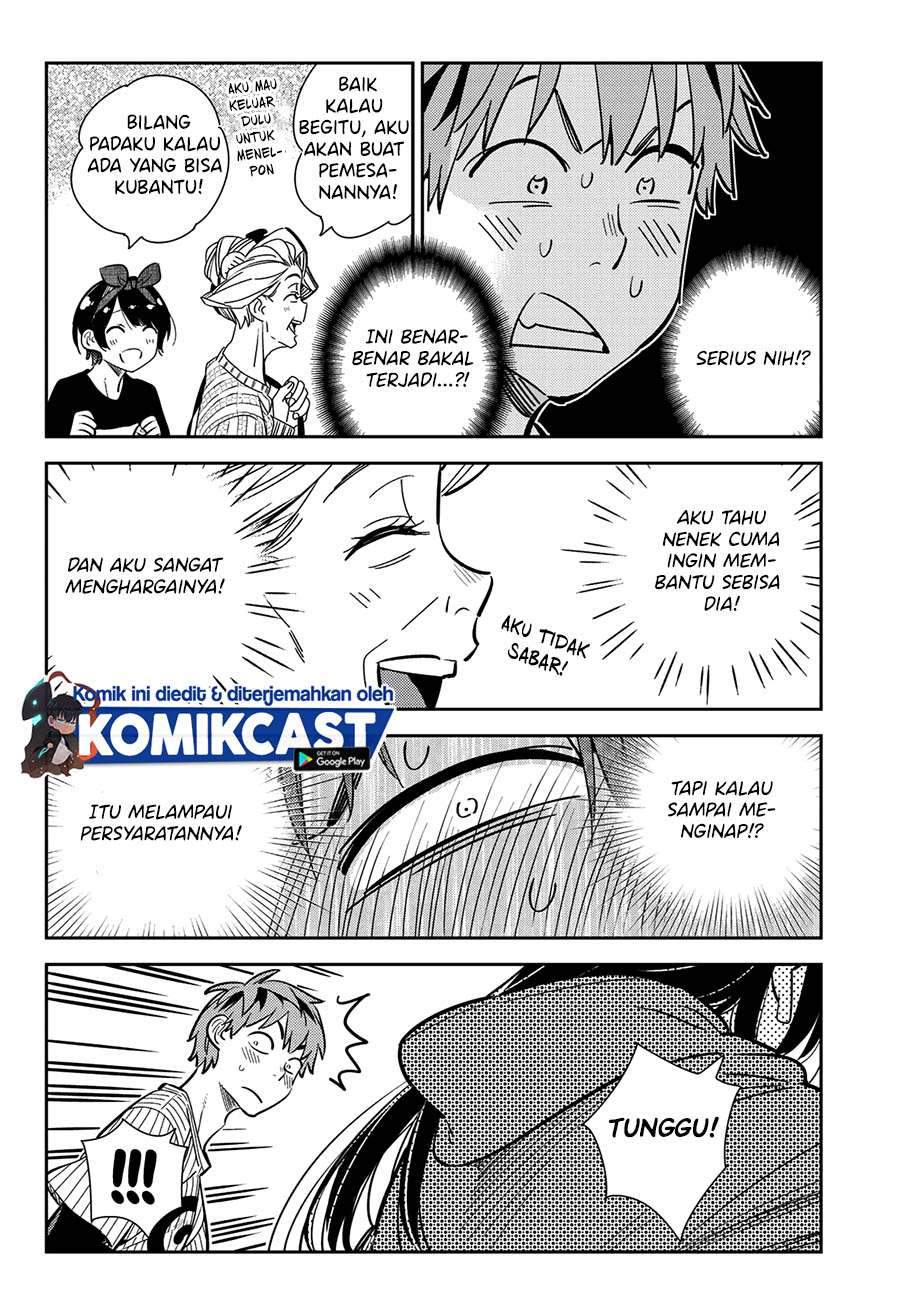 SERIUS NIH!?
BAIK
KALAU
BEGITU, AKU
AKAN BUAT
PEMESA-
NANNYA!
AKU MAU
KELUAR
DULU
UNTUK
MENEL-
PON
BILANG
PADAKU KALAU
ADA YANG BISA
KUBANTU!
INI BENAR-
BENAR BAKAL
TERJADI...?!
AKU TAHU
NENEK CUMA
INGIN MEM-
BANTU SEBISA
DIA!
AKU TIDAK
SABAR!
DAN AKU SANGAT
MENGHARGAINYA!
Komik ini diedit & diterjemahkan oleh
KOMIKCAST
GET IT ON
Google Play
TAPI KALAU
SAMPAI ME-
NGINAP!?
ITU MELAMPAUI
PERSYARATANNYA!
TUNGGU!
!!!